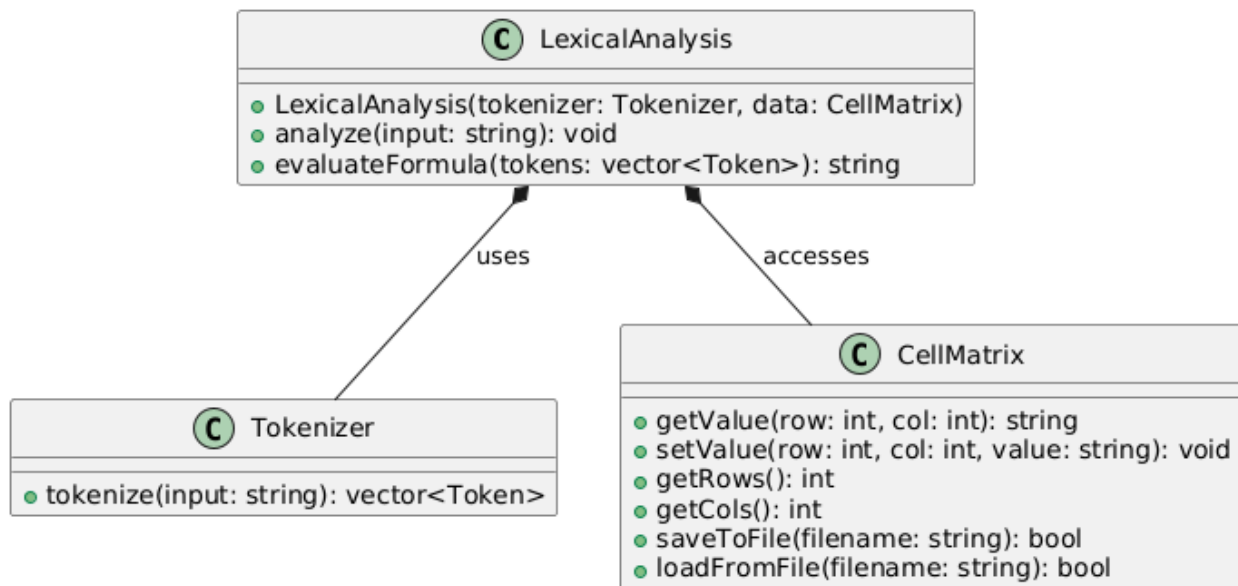 C LexicalAnalysis
LexicalAnalysis(tokenizer: Tokenizer, data: CellMatrix)
analyze(input: string): void
evaluateFormula(tokens: vector<Token>): string
uses
accesses
C CellMatrix
getValue(row: int, col: int): string
setValue(row: int, col: int, value: string): void
getRows(): int
getCols(): int
saveToFile(filename: string): bool
loadFromFile(filename: string): bool
C Tokenizer
tokenize(input: string): vector<Token>